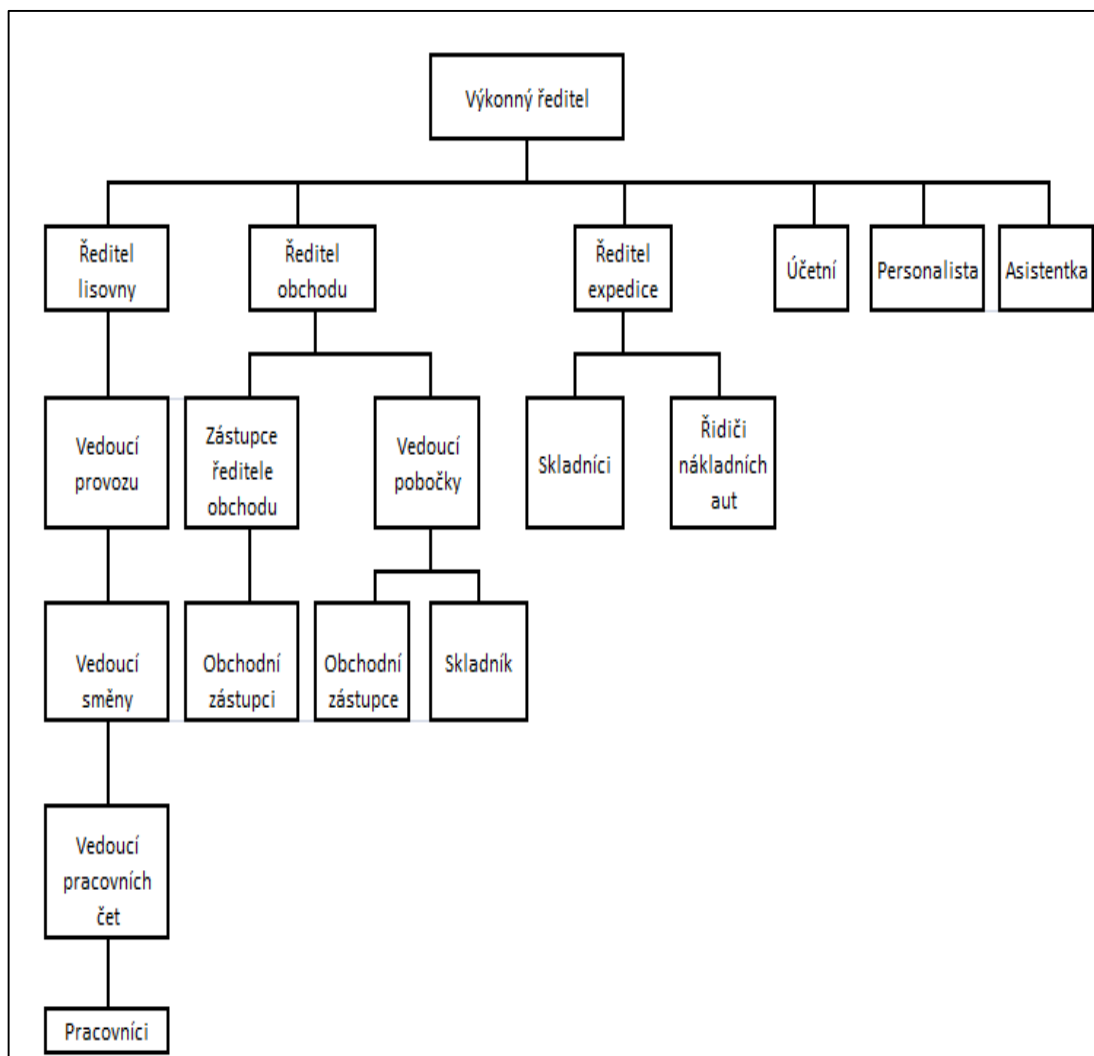 Výkonný ředitel
Ředitel
lisovny
Ředitel
obchodu
Ředitel
expedice
Účetní
Personalista
Asistentka
Vedoucí
provozu
Zástupce
ředitele
obchodu
Vedoucí
pobočky
Skladníci
Řidiči
nákladních
aut
Vedoucí
směny
Obchodní
zástupci
Obchodní
zástupce
Skladník
Vedoucí
pracovních
čet
Pracovníci